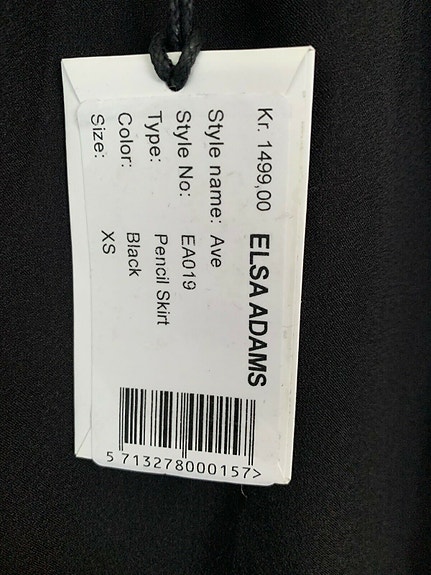 Kr. 1499,00 ELSA ADAMS
Style name: Ave
Style No: EA019
Type: Pencil Skirt
Color: Black
Size: XS
5 713278 000157>